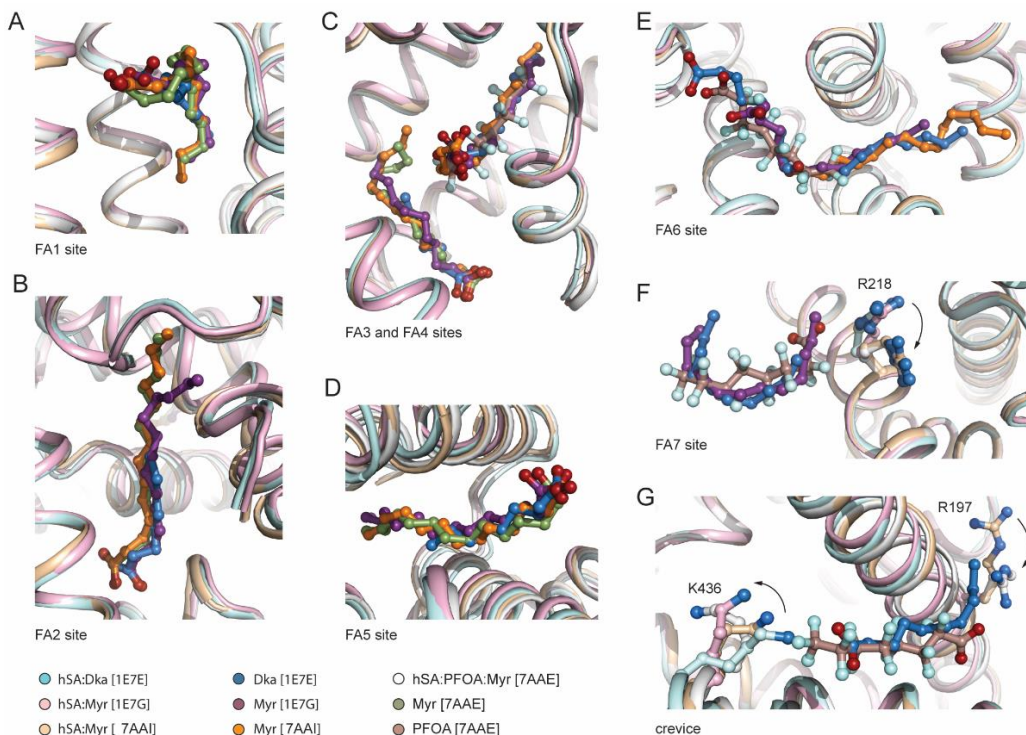 A
FA1 site
B
FA2 site
C
FA3 and FA4 sites
D
FA5 site
E
FA6 site
F
R218
FA7 site
G
R197
K436
crevice
hSA:Dka [1E7E]
hSA:Myr [1E7G]
hSA:Myr [ 7AAI]
Dka [1E7E]
Myr [1E7G]
Myr [7AAI]
hSA:PFOA:Myr [7AAE]
Myr [7AAE]
PFOA [7AAE]